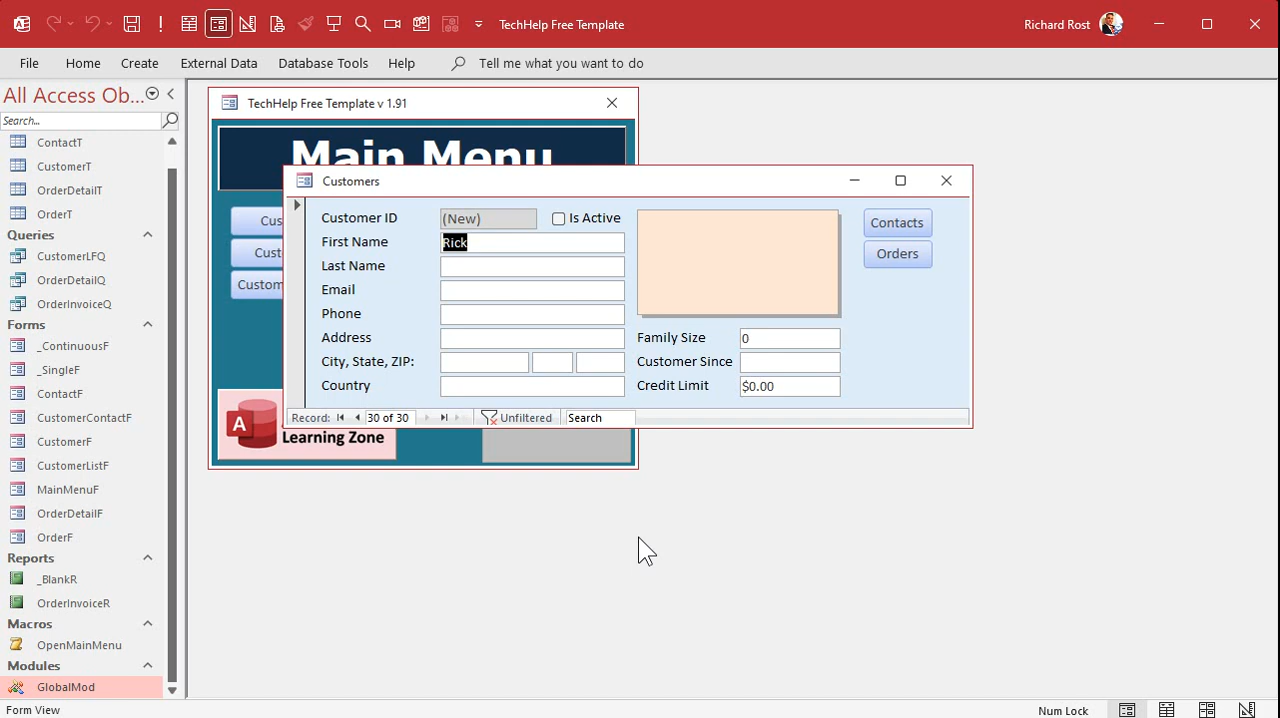 TechHelp Free Template
Richard Rost
File
Home
Create
External Data
Database Tools
Help
Tell me what you want to do
All Access Ob...
Search...
ContactT
CustomerT
OrderDetailT
OrderT
Queries
CustomerLFQ
OrderDetailQ
OrderInvoiceQ
Forms
_ContinuousF
_SingleF
ContactF
CustomerContactF
CustomerF
CustomerListF
MainMenuF
OrderDetailF
OrderF
Reports
_BlankR
OrderInvoiceR
Macros
OpenMainMenu
Modules
GlobalMod
TechHelp Free Template v 1.91
Main Menu
Cus
Cust
Custom
A
Learning Zone
Customers
Customer ID
(New)
Is Active
First Name
Rick
Last Name
Email
Phone
Address
City, State, ZIP:
Country
Family Size
0
Customer Since
Credit Limit
$0.00
Contacts
Orders
Record:
30 of 30
Unfiltered
Search
Form View
Num Lock